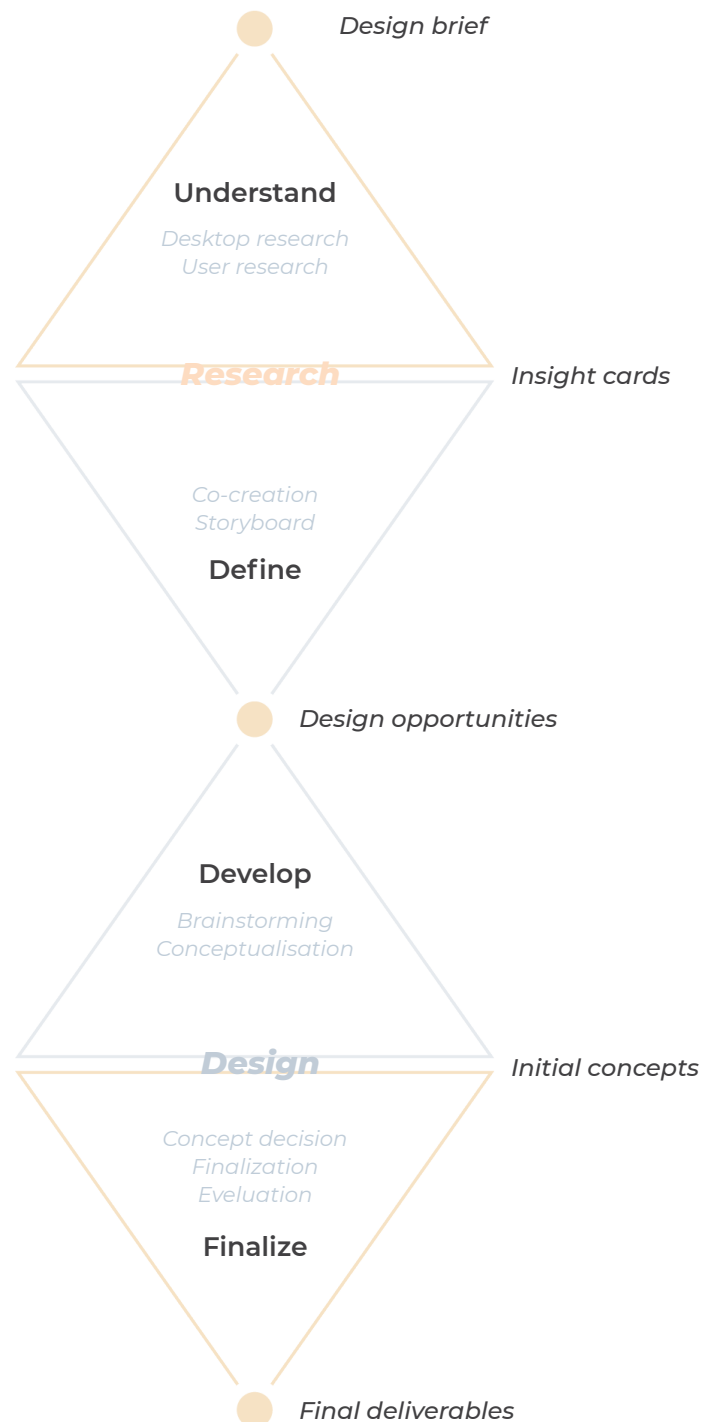 Design brief
Understand
Desktop research
User research
Research
Insight cards
Co-creation
Storyboard
Define
Design opportunities
Develop
Brainstorming
Conceptualisation
Design
Initial concepts
Concept decision
Finalization
Eveluation
Finalize
Final deliverables